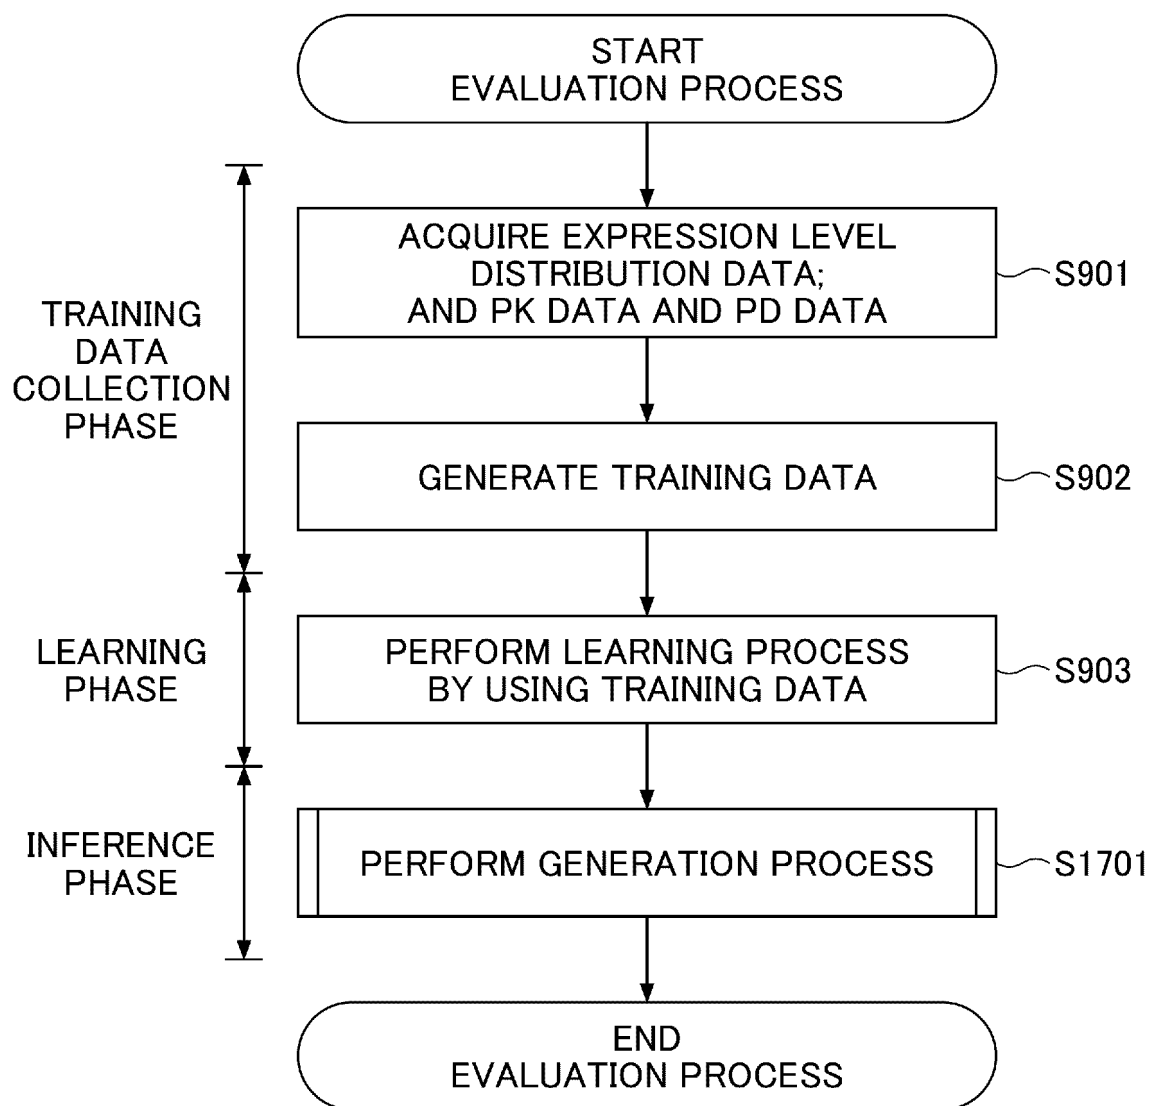 START
EVALUATION PROCESS
TRAINING
DATA
COLLECTION
PHASE
ACQUIRE EXPRESSION LEVEL
DISTRIBUTION DATA;
AND PK DATA AND PD DATA
S901
GENERATE TRAINING DATA
S902
LEARNING
PHASE
PERFORM LEARNING PROCESS
BY USING TRAINING DATA
S903
INFERENCE
PHASE
PERFORM GENERATION PROCESS
S1701
END
EVALUATION PROCESS